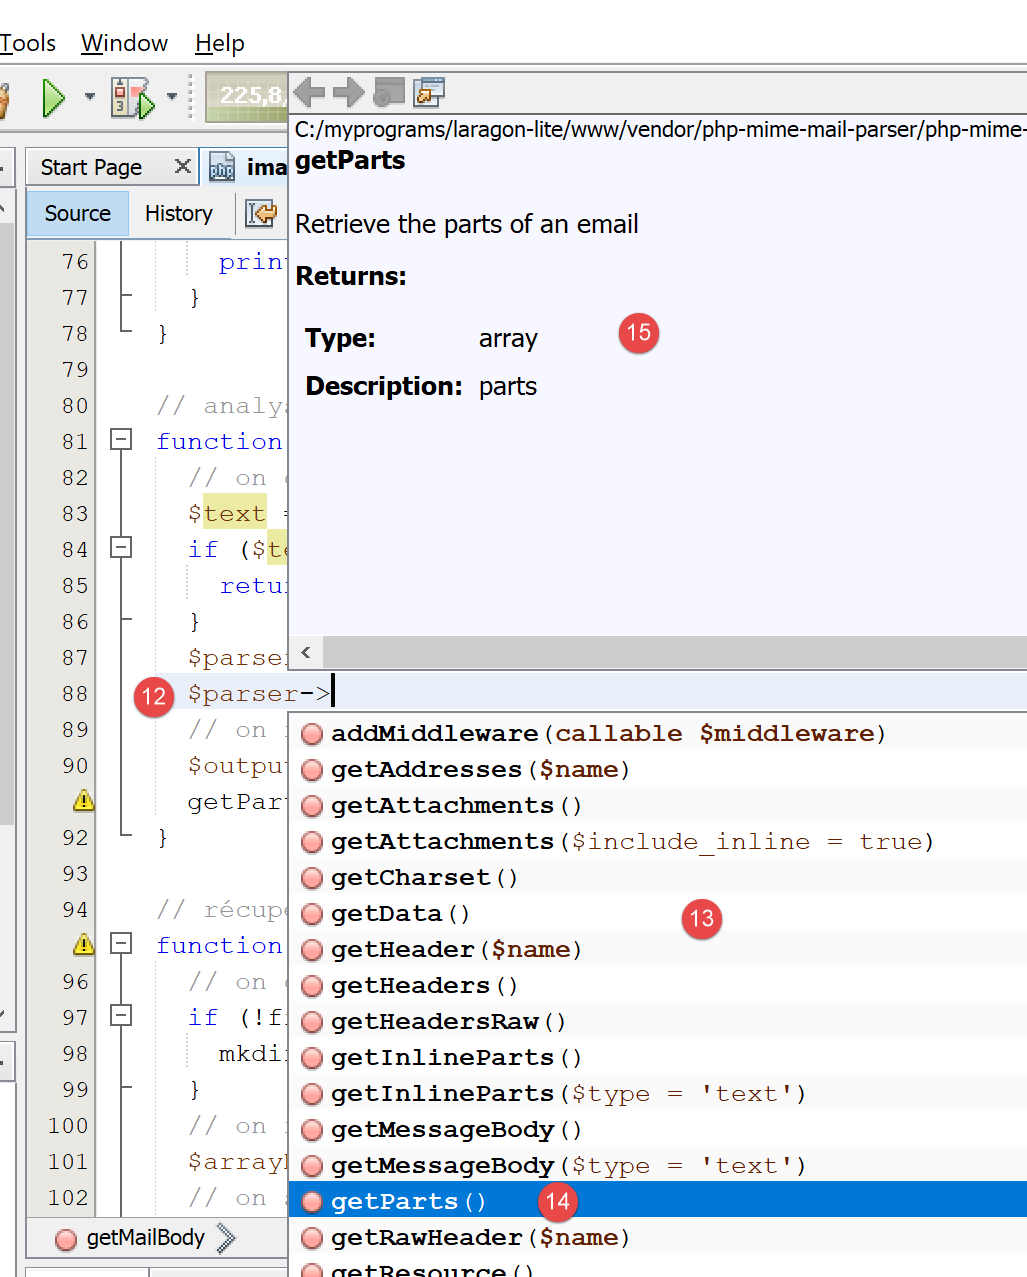 Tools Window Help
225,8,
C:/myprograms/laragon-lite/www/vendor/php-mime-mail-parser/php-mime-
getParts
Start Page
ima
Source History
Retrieve the parts of an email
Returns:
Type: array 15
Description: parts
76 prin
77 }
78 }
79
80 // analys
81 function
82 // on
83 $text =
84 if ($te
85 retu
86 }
87 $parser
12 88 $parser->
89 // on
90 $output
getPar
92 }
93
94 // récupé
function
96 // on
97 if (!f
98 mkdi
99 }
100 // on
101 $array
102 // on
addMiddleware(callable $middleware)
getAddresses($name)
getAttachments()
getAttachments($include_inline = true)
getCharset()
getData() 13
getHeader($name)
getHeaders()
getHeadersRaw()
getInlineParts()
getInlineParts($type = 'text')
getMessageBody()
getMessageBody($type = 'text')
getParts() 14
getRawHeader($name)
getResource()
getMailBody